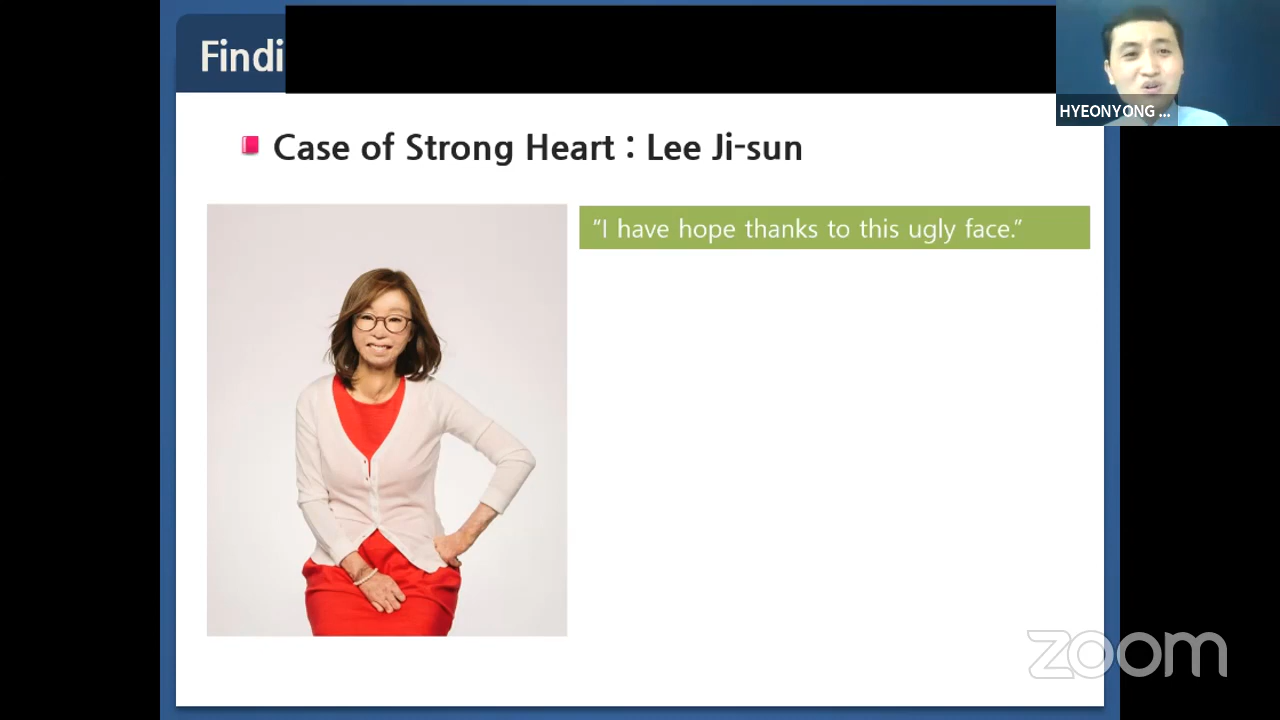 Findi
HYEONYONG ...
Case of Strong Heart : Lee Ji-sun
“I have hope thanks to this ugly face.”
zoom